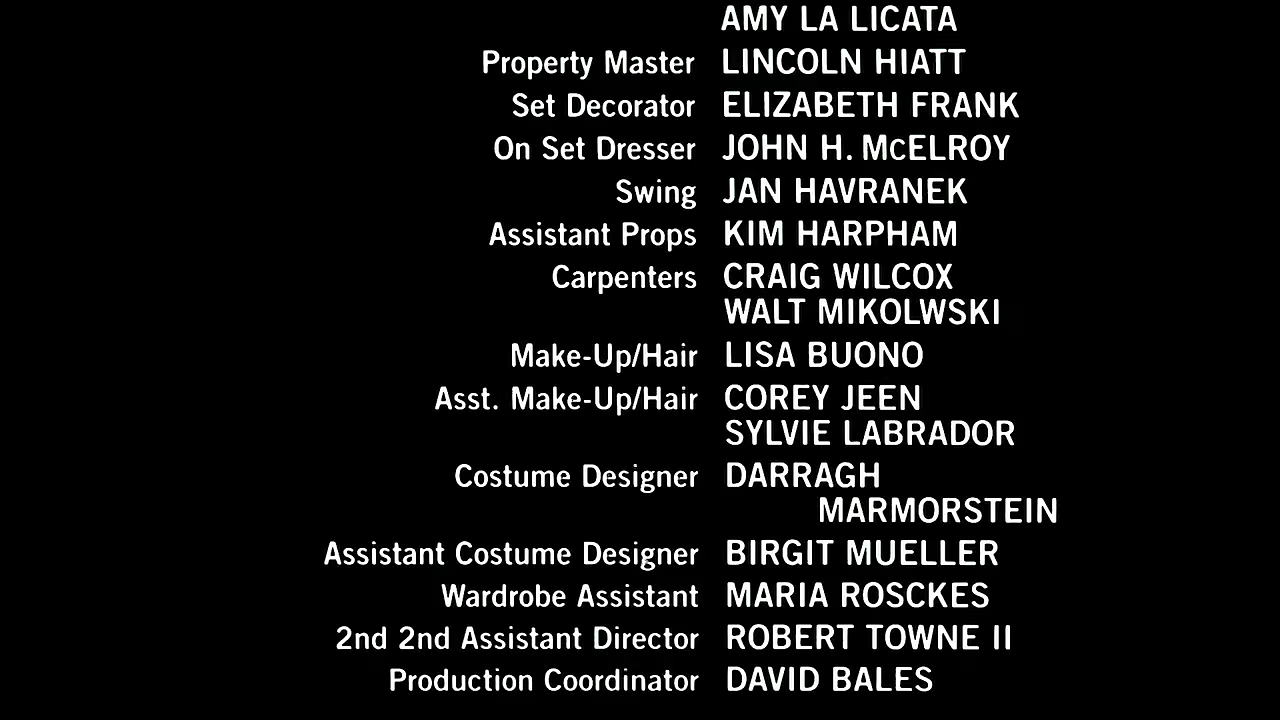 AMY LA LICATA
Property Master LINCOLN HIATT
Set Decorator ELIZABETH FRANK
On Set Dresser JOHN H. McELROY
Swing JAN HAVRANEK
Assistant Props KIM HARPHAM
Carpenters CRAIG WILCOX
WALT MIKOLWSKI
Make-Up/Hair LISA BUONO
Asst. Make-Up/Hair COREY JEEN
SYLVIE LABRADOR
Costume Designer DARRAGH
MARMORSTEIN
Assistant Costume Designer BIRGIT MUELLER
Wardrobe Assistant MARIA ROSCKES
2nd 2nd Assistant Director ROBERT TOWNE II
Production Coordinator DAVID BALES